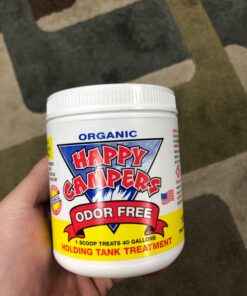 ORGANIC
HAPPY
CAMPERS
ODOR FREE
1 SCOOP TREATS 40 GALLONS
HOLDING TANK TREATMENT